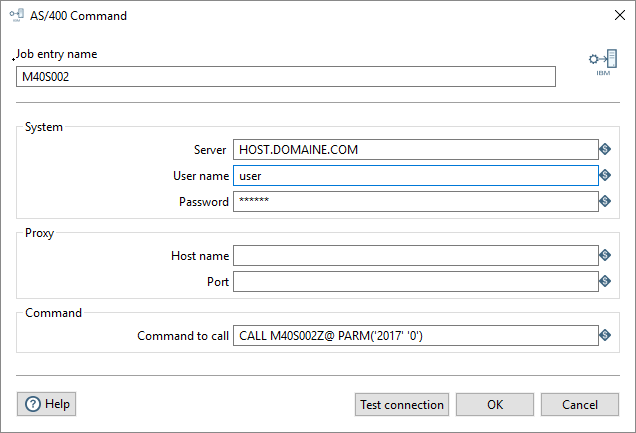 AS/400 Command
Job entry name
M40S002
IBM
System
Server HOST.DOMAINE.COM
User name user
Password ******
Proxy
Host name
Port
Command
Command to call CALL M40S002Z@ PARM('2017' '0')
Help Test connection OK Cancel